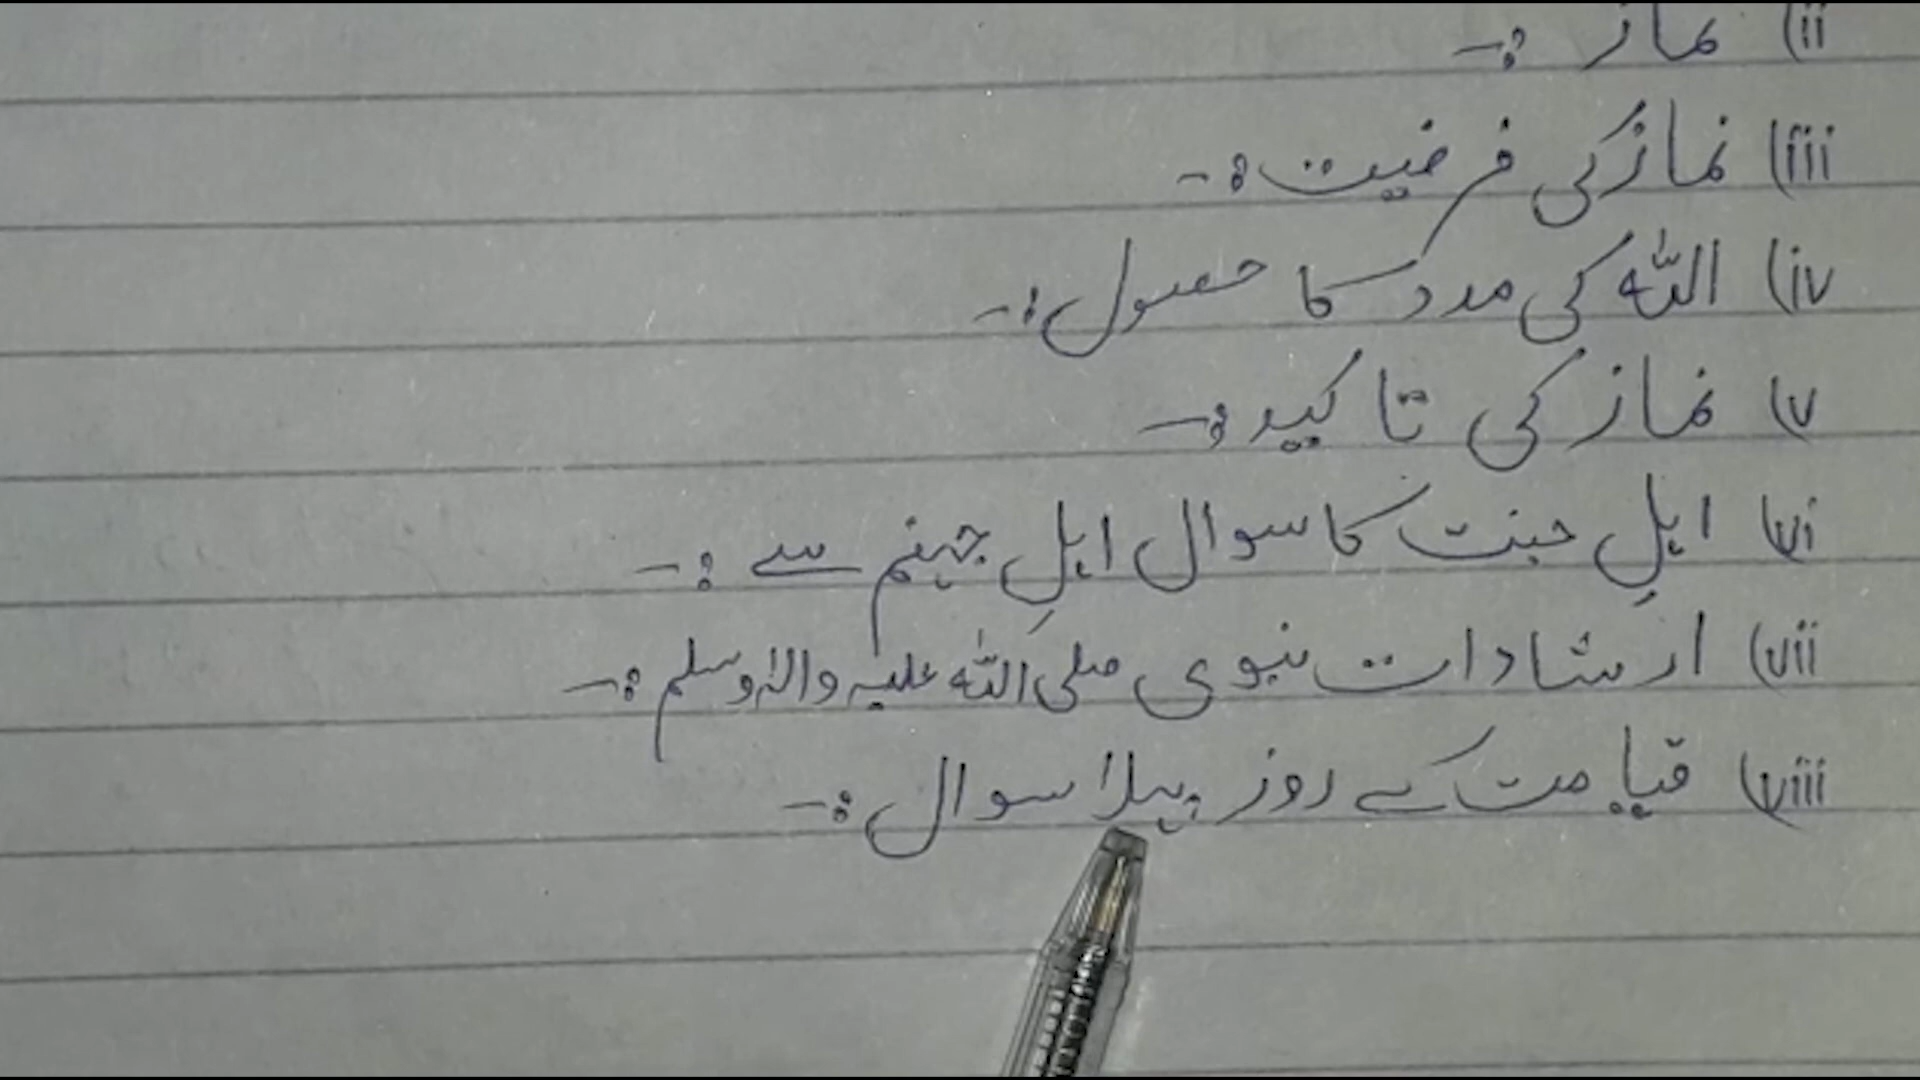 ii) نماز :-
iii) نماز کی فرضیت :-
iv) اللہ کی مدد کا حصول :-
v) نماز کی تاکید :-
vi) اہلِ جنت کا سوال اہلِ جہنم سے :-
vii) ارشادات نبوی صلی اللہ علیہ والہ وسلم :-
viii) قیامت کے روز پہلا سوال :-